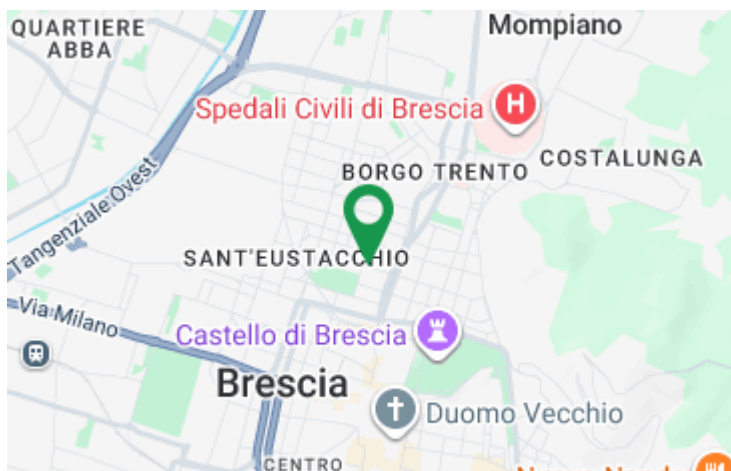 QUARTIERE
ABBA
Mompiano
Spedali Civili di Brescia
H
BORGO TRENTO
COSTALUNGA
Tangenziale Ovest
SANT'EUSTACCHIO
Via Milano
Castello di Brescia
Brescia
Duomo Vecchio
CENTRO